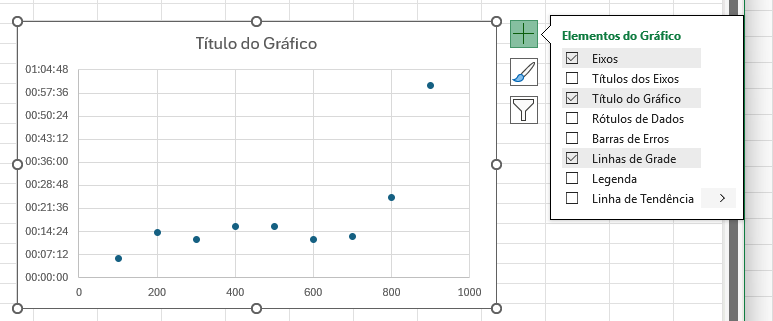 Título do Gráfico
01:04:48
00:57:36
00:50:24
00:43:12
00:36:00
00:28:48
00:21:36
00:14:24
00:07:12
00:00:00
0 200 400 600 800 1000
Elementos do Gráfico
Eixos
Títulos dos Eixos
Título do Gráfico
Rótulos de Dados
Barras de Erros
Linhas de Grade
Legenda
Linha de Tendência